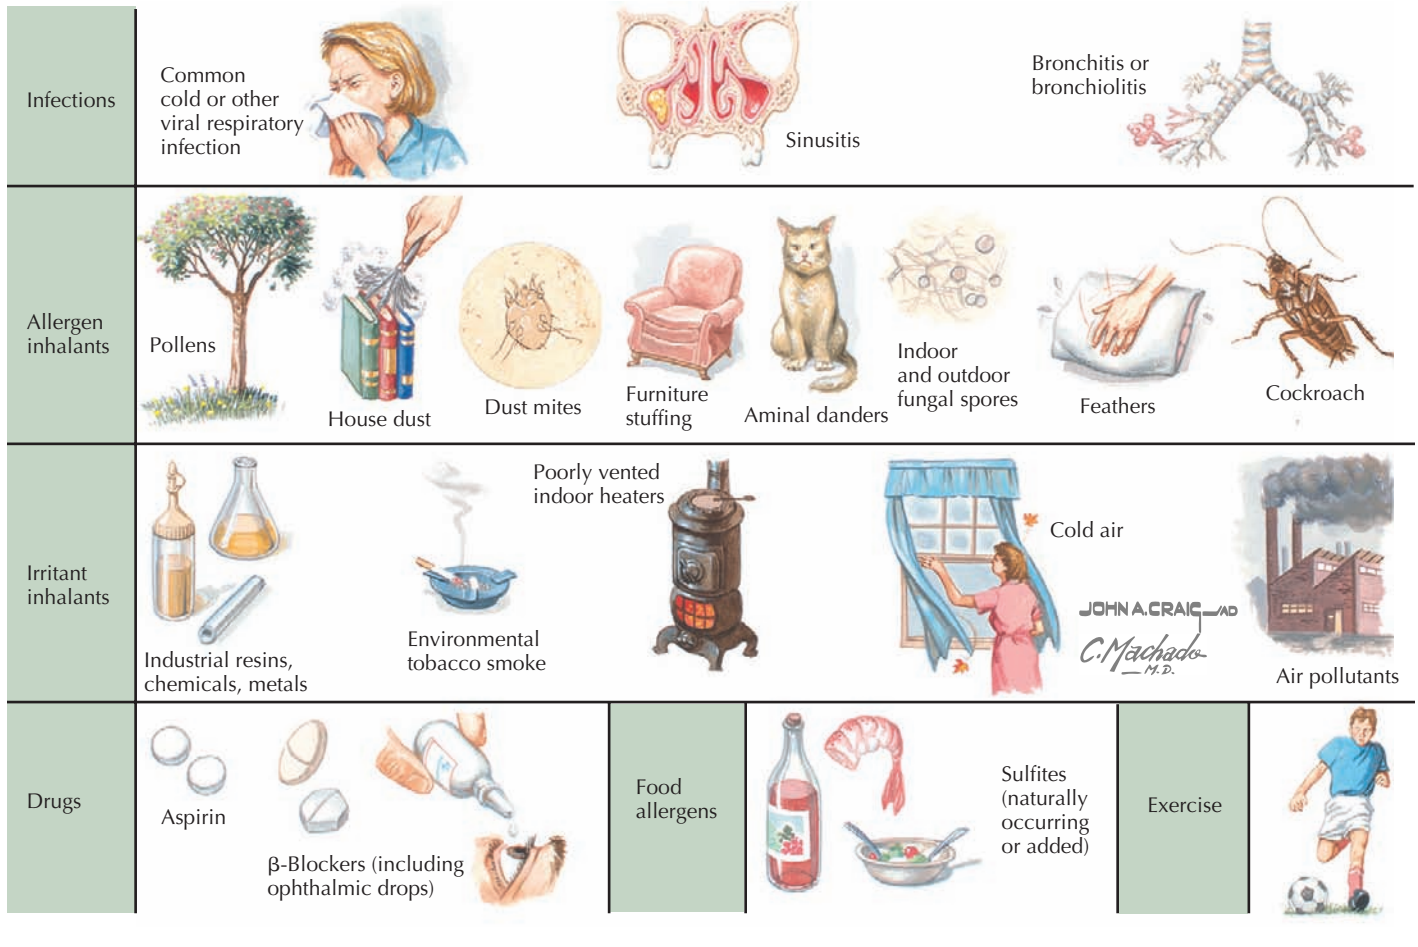 Infections
Common
cold or other
viral respiratory
infection
Sinusitis
Bronchitis or
bronchiolitis
Allergen
inhalants
Pollens
House dust
Dust mites
Furniture
stuffing
Aminal danders
Indoor
and outdoor
fungal spores
Feathers
Cockroach
Irritant
inhalants
Industrial resins,
chemicals, metals
Environmental
tobacco smoke
Poorly vented
indoor heaters
Cold air
JOHN A. CRAIG—AD
C. Machado
—M.D.
Air pollutants
Drugs
Aspirin
β-Blockers (including
ophthalmic drops)
Food
allergens
Sulfites
(naturally
occurring
or added)
Exercise